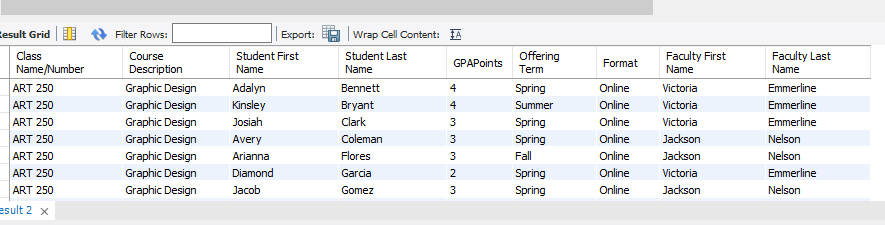 Result Grid Filter Rows: Export: Wrap Cell Content:
Class Name/Number Course Description Student First Name Student Last Name GPAPoints Offering Term Format Faculty First Name Faculty Last Name
ART 250 Graphic Design Adalyn Bennett 4 Spring Online Victoria Emmerline
ART 250 Graphic Design Kinsley Bryant 4 Summer Online Victoria Emmerline
ART 250 Graphic Design Josiah Clark 3 Spring Online Victoria Emmerline
ART 250 Graphic Design Avery Coleman 3 Spring Online Jackson Nelson
ART 250 Graphic Design Arianna Flores 3 Fall Online Jackson Nelson
ART 250 Graphic Design Diamond Garcia 2 Spring Online Victoria Emmerline
ART 250 Graphic Design Jacob Gomez 3 Spring Online Jackson Nelson
esult 2